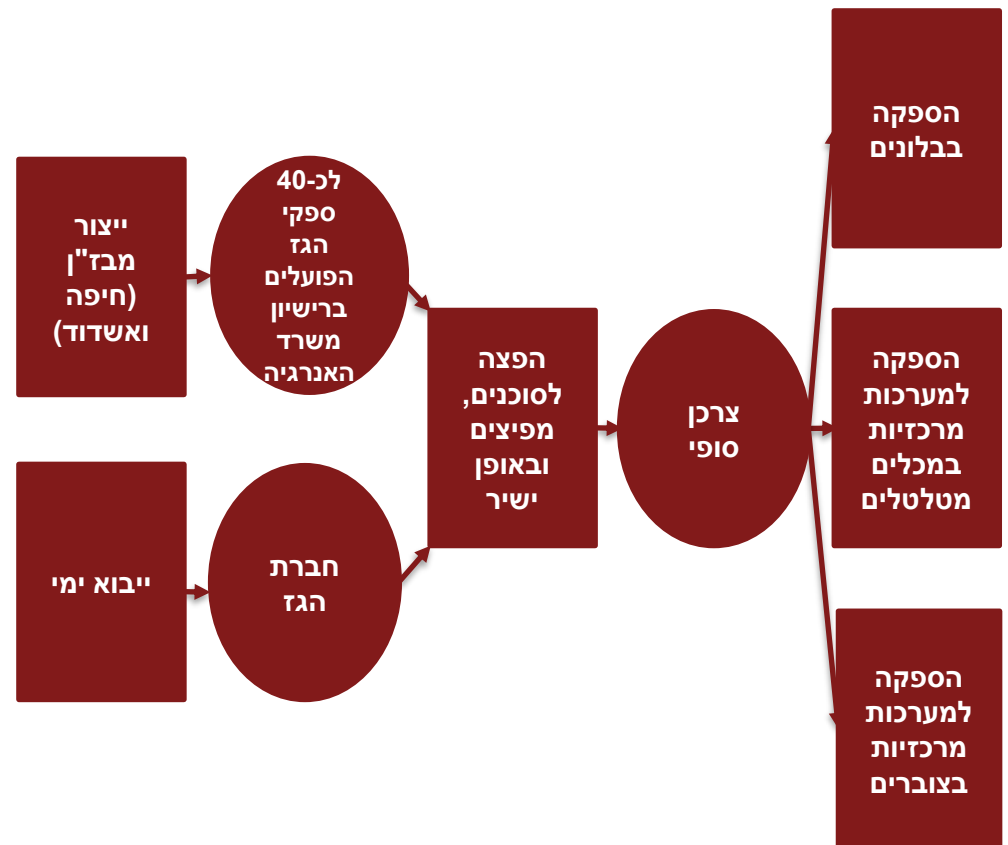 ייצור
מבז"ן
(חיפה
ואשדוד)
לכ-40
ספקי
הגז
הפועלים
ברישיון
משרד
האנרגיה
ייבוא ימי
חברת
הגז
הפצה
לסוכנים,
מפיצים
ובאופן
ישיר
צרכן
סופי
הספקה
בבלונים
הספקה
למערכות
מרכזיות
במכלים
מטלטלים
הספקה
למערכות
מרכזיות
בצוברים